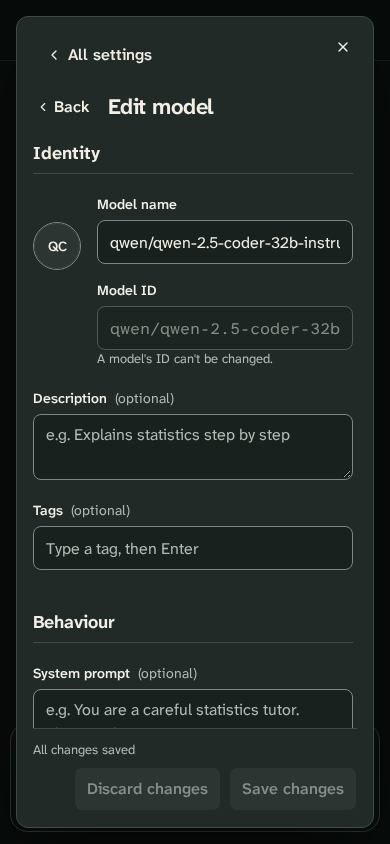 All settings
Back
Edit model
Identity
Model name
QC
qwen/qwen-2.5-coder-32b-instru
Model ID
qwen/qwen-2.5-coder-32b
A model's ID can't be changed.
Description (optional)
e.g. Explains statistics step by step
Tags (optional)
Type a tag, then Enter
Behaviour
System prompt (optional)
e.g. You are a careful statistics tutor.
All changes saved
Discard changes
Save changes